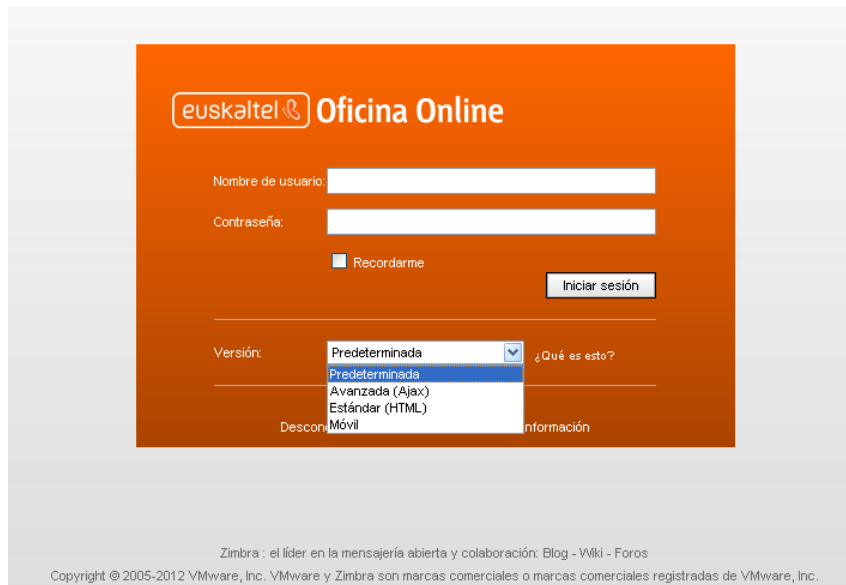 euskaltel Oficina Online
Nombre de usuario:
Contraseña:
Recordarme
Iniciar sesión
Versión: Predeterminada ¿Qué es esto?
Predeterminada
Avanzada (Ajax)
Estándar (HTML)
Móvil
Zimbra : el líder en la mensajería abierta y colaboración: Blog - Wiki - Foros
Copyright © 2005-2012 VMware, Inc. VMware y Zimbra son marcas comerciales o marcas comerciales registradas de VMware, Inc.